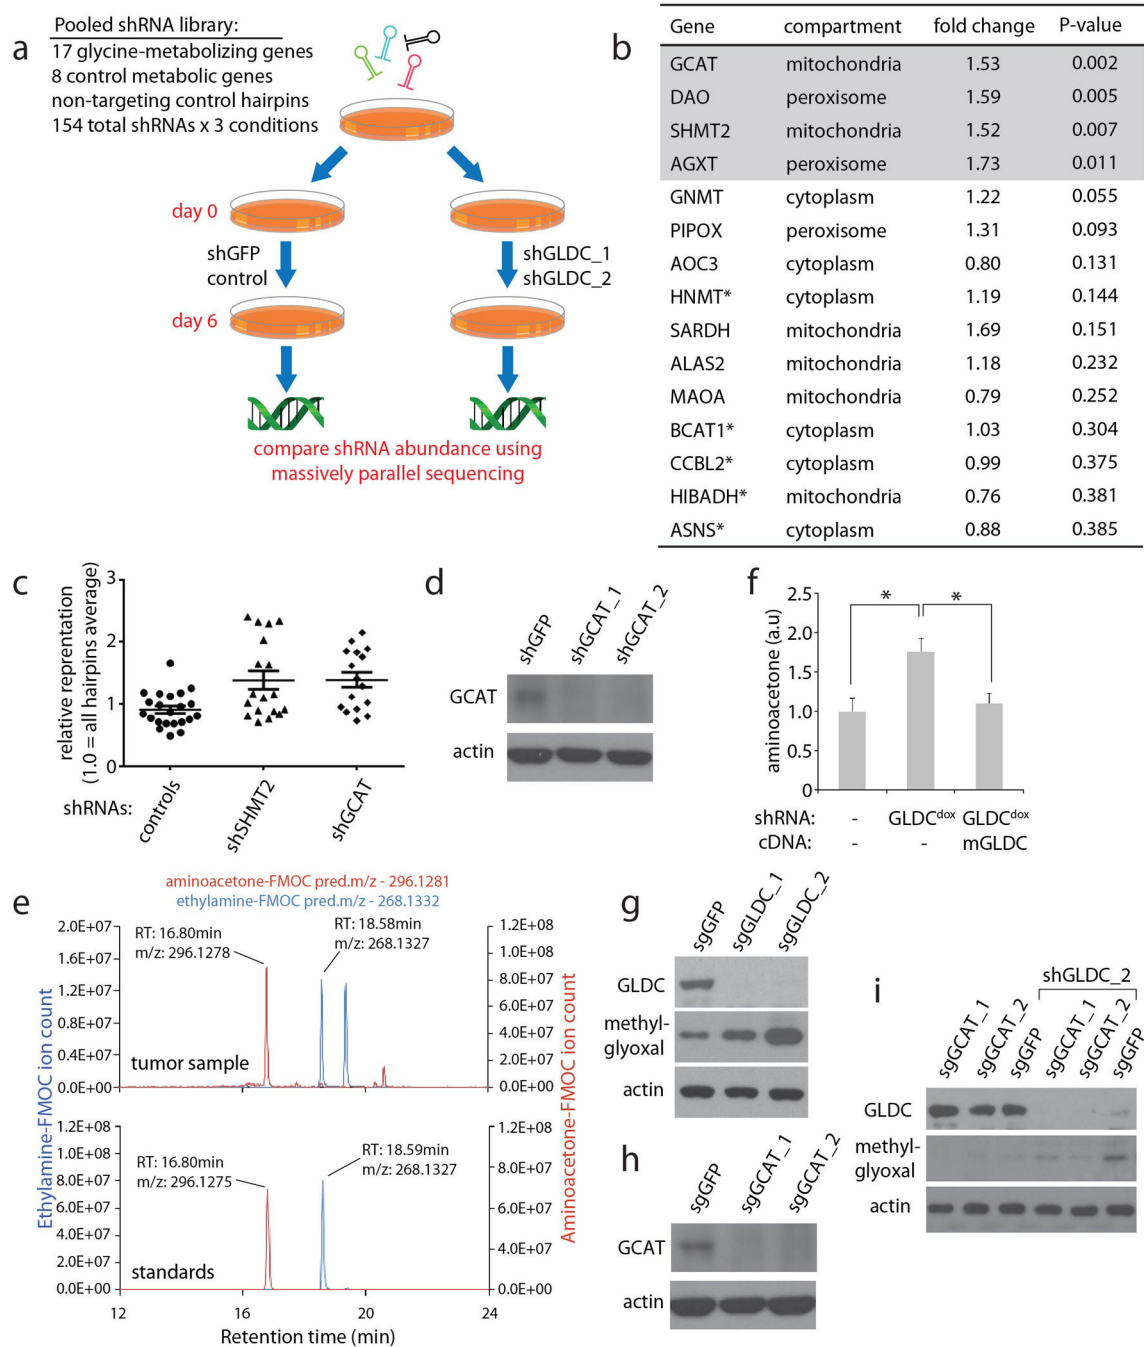 a
Pooled shRNA library:
17 glycine-metabolizing genes
8 control metabolic genes
non-targeting control hairpins
154 total shRNAs x 3 conditions
day 0
shGFP
control
shGLDC_1
shGLDC_2
day 6
compare shRNA abundance using
massively parallel sequencing
b
Gene compartment fold change P-value
GCAT mitochondria 1.53 0.002
DAO peroxisome 1.59 0.005
SHMT2 mitochondria 1.52 0.007
AGXT peroxisome 1.73 0.011
GNMT cytoplasm 1.22 0.055
PIPOX peroxisome 1.31 0.093
AOC3 cytoplasm 0.80 0.131
HNMT* cytoplasm 1.19 0.144
SARDH mitochondria 1.69 0.151
ALAS2 mitochondria 1.18 0.232
MAOA mitochondria 0.79 0.252
BCAT1* cytoplasm 1.03 0.304
CCBL2* cytoplasm 0.99 0.375
HIBADH* mitochondria 0.76 0.381
ASNS* cytoplasm 0.88 0.385
c
relative reprentation
(1.0 = all hairpins average)
3
2
1
0
shRNAs:
controls
shSHMT2
shGCAT
d
shGFP
shGCAT_1
shGCAT_2
GCAT
actin
f
aminoacetone (a.u)
2.5
2.0
1.5
1.0
0.5
0
* *
shRNA: - GLDCdox GLDCdox
cDNA: - - mGLDC
e
aminoacetone-FMOC pred.m/z - 296.1281
ethylamine-FMOC pred.m/z - 268.1332
Ethylamine-FMOC ion count
Aminoacetone-FMOC ion count
2.0E+07
1.6E+07
1.2E+07
0.8E+07
0.4E+07
0.0E+00
RT: 16.80min
m/z: 296.1278
RT: 18.58min
m/z: 268.1327
tumor sample
1.2E+08
1.0E+08
8.0E+07
6.0E+07
4.0E+07
2.0E+07
0.0E+00
1.2E+08
1.0E+08
8.0E+07
6.0E+07
4.0E+07
2.0E+07
0.0E+00
RT: 16.80min
m/z: 296.1275
RT: 18.59min
m/z: 268.1327
standards
1.2E+08
8.0E+07
6.0E+07
4.0E+07
0.0E+00
12 16 20 24
Retention time (min)
g
sgGFP
sgGLDC_1
sgGLDC_2
GLDC
methyl-
glyoxal
actin
h
sgGFP
sgGCAT_1
sgGCAT_2
GCAT
actin
i
shGLDC_2
sgGCAT_1
sgGCAT_2
sgGFP
sgGCAT_1
sgGCAT_2
sgGFP
GLDC
methyl-
glyoxal
actin